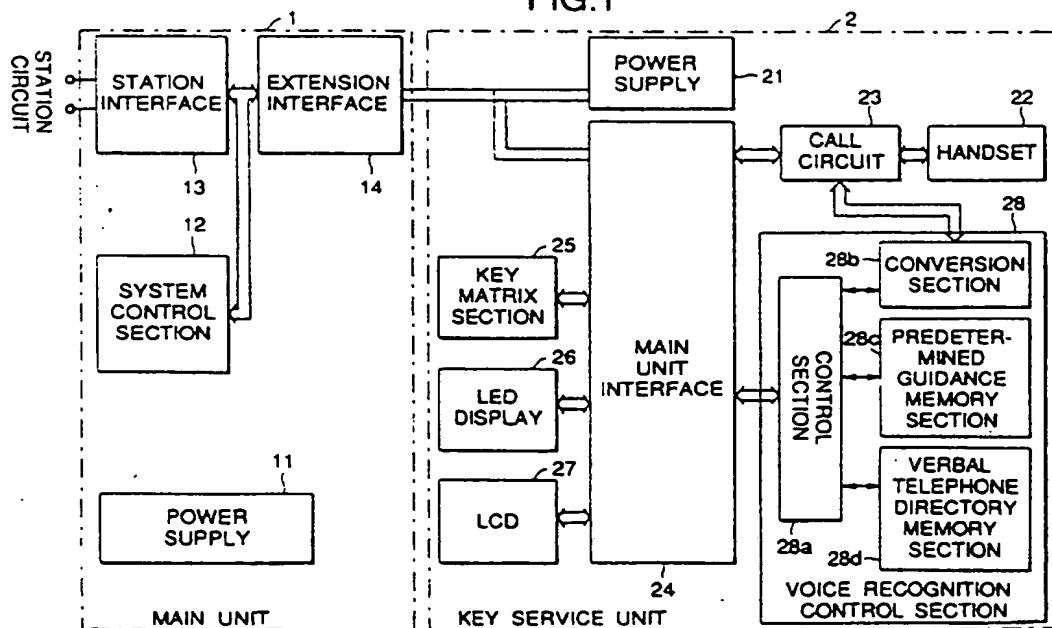 FIG.1
1
2
STATION
CIRCUIT
STATION
INTERFACE
13
EXTENSION
INTERFACE
14
12
SYSTEM
CONTROL
SECTION
11
POWER
SUPPLY
MAIN UNIT
POWER
SUPPLY
21
23
CALL
CIRCUIT
22
HANDSET
25
KEY
MATRIX
SECTION
26
LED
DISPLAY
27
LCD
MAIN
UNIT
INTERFACE
24
28
28b
CONVERSION
SECTION
CONTROL
SECTION
28a
28c
PREDETER-
MINED
GUIDANCE
MEMORY
SECTION
VERBAL
TELEPHONE
DIRECTORY
MEMORY
SECTION
28d
VOICE RECOGNITION
CONTROL SECTION
KEY SERVICE UNIT